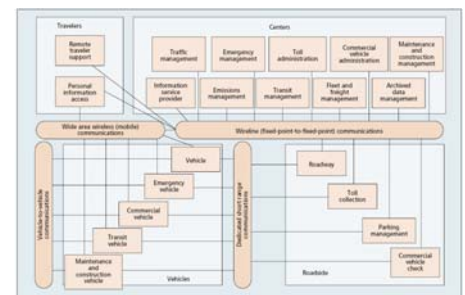 Travelers
Centers
Remote
traveler
support
Personal
information
access
Traffic
management
Emergency
management
Toll
administration
Commercial
vehicle
administration
Maintenance
and
construction
management
Information
service
provider
Emissions
management
Transit
management
Fleet and
freight
management
Archived
data
management
Wide area wireless (mobile)
communications
Wireline (fixed-point-to-fixed-point) communications
Vehicle-to-vehicle
communications
Vehicle
Emergency
vehicle
Commercial
vehicle
Transit
vehicle
Maintenance
and
construction
vehicle
Vehicles
Dedicated short range
communications
Roadway
Toll
collection
Parking
management
Commercial
vehicle
check
Roadside